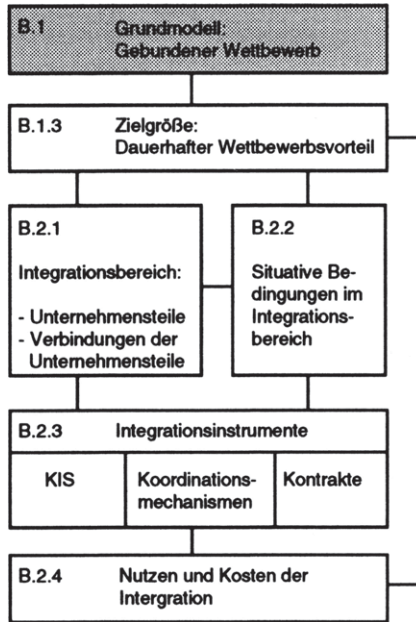 B.1 Grundmodell:
Gebundener Wettbewerb
B.1.3 Zielgröße:
Dauerhafter Wettbewerbsvorteil
B.2.1
Integrationsbereich:
- Unternehmensteile
- Verbindungen der
Unternehmensteile
B.2.2
Situative Be-
dingungen im
Integrations-
bereich
B.2.3 Integrationsinstrumente
KIS
Koordinations-
mechanismen
Kontrakte
B.2.4 Nutzen und Kosten der
Intergration